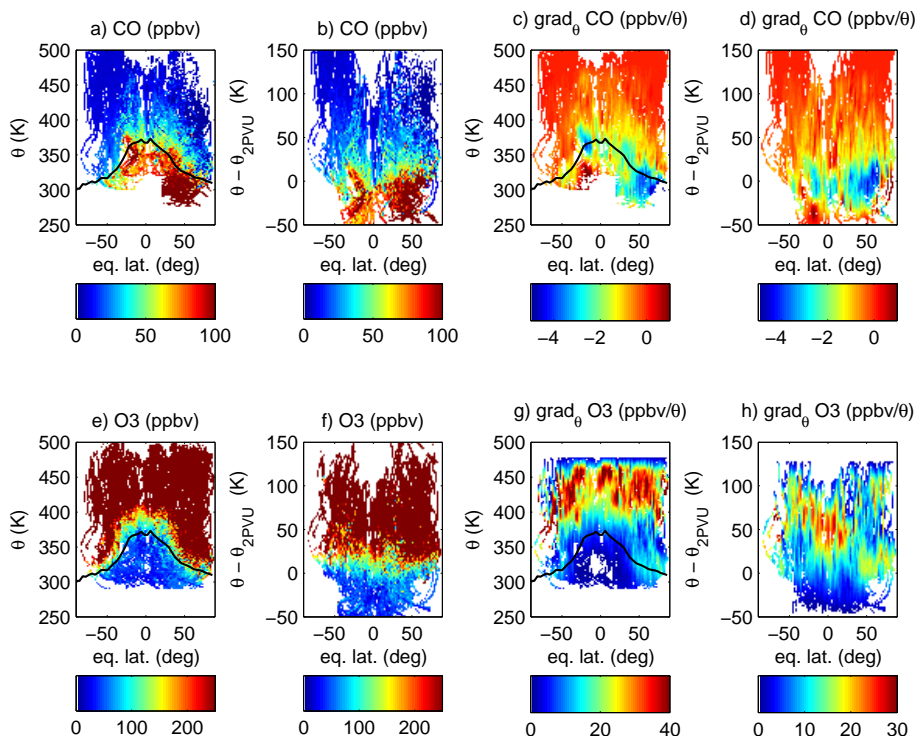 a) CO (ppbv)
b) CO (ppbv)
c) grad_θ CO (ppbv/θ)
d) grad_θ CO (ppbv/θ)
500
450
400
350
300
250
θ (K)
−50 0 50
eq. lat. (deg)
0 50 100
150
100
50
0
−50
θ − θ_2PVU (K)
−50 0 50
eq. lat. (deg)
0 50 100
500
450
400
350
300
250
θ (K)
−50 0 50
eq. lat. (deg)
−4 −2 0
150
100
50
0
−50
θ − θ_2PVU (K)
−50 0 50
eq. lat. (deg)
−4 −2 0
e) O3 (ppbv)
f) O3 (ppbv)
g) grad_θ O3 (ppbv/θ)
h) grad_θ O3 (ppbv/θ)
500
450
400
350
300
250
θ (K)
−50 0 50
eq. lat. (deg)
0 100 200
150
100
50
0
−50
θ − θ_2PVU (K)
−50 0 50
eq. lat. (deg)
0 100 200
500
450
400
350
300
250
θ (K)
−50 0 50
eq. lat. (deg)
0 20 40
150
100
50
0
−50
θ − θ_2PVU (K)
−50 0 50
eq. lat. (deg)
0 10 20 30